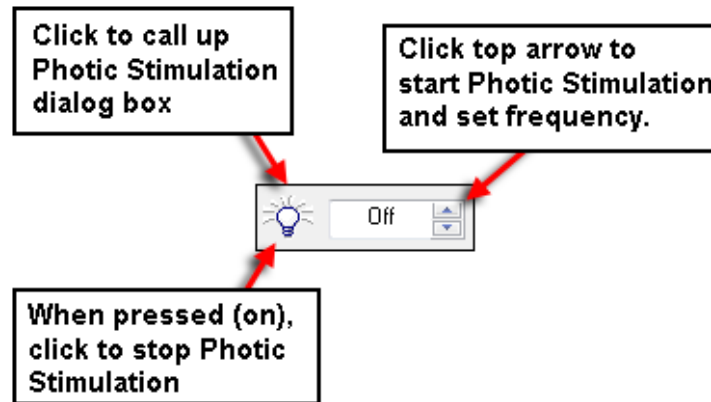 Click to call up
Photic Stimulation
dialog box
Click top arrow to
start Photic Stimulation
and set frequency.
Off
When pressed (on),
click to stop Photic
Stimulation